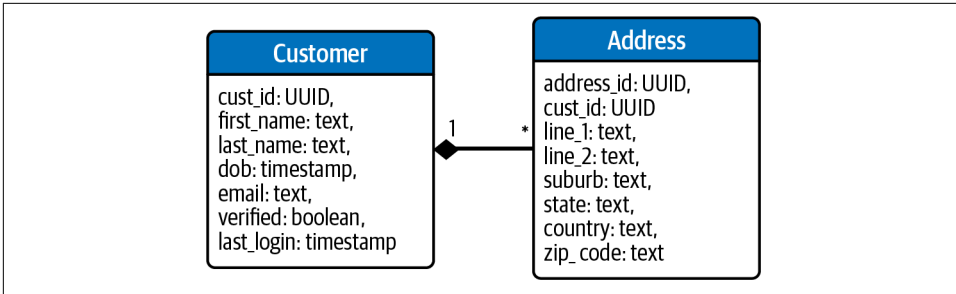 Customer
cust_id: UUID,
first_name: text,
last_name: text,
dob: timestamp,
email: text,
verified: boolean,
last_login: timestamp
1
*
Address
address_id: UUID,
cust_id: UUID
line_1: text,
line_2: text,
suburb: text,
state: text,
country: text,
zip_ code: text